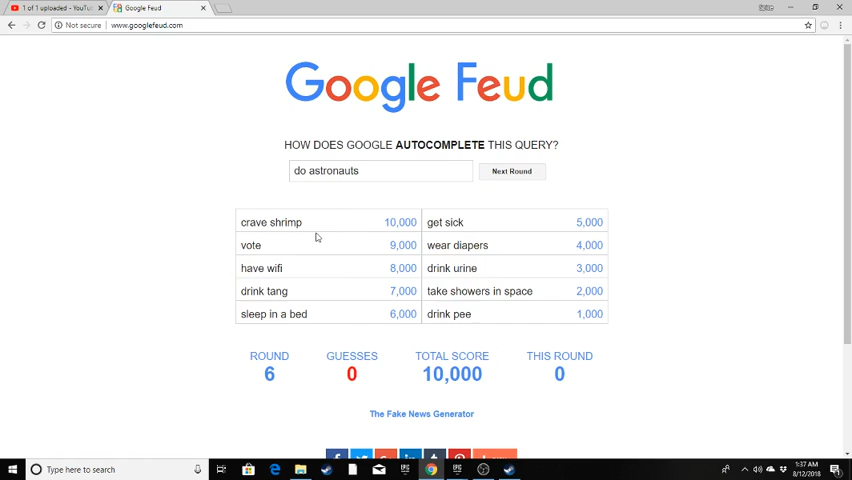 1 of 1 uploaded - YouTub
Google Feud
Not secure
www.googlefeud.com
Google Feud
HOW DOES GOOGLE AUTOCOMPLETE THIS QUERY?
do astronauts
Next Round
crave shrimp 10,000 get sick 5,000
vote 9,000 wear diapers 4,000
have wifi 8,000 drink urine 3,000
drink tang 7,000 take showers in space 2,000
sleep in a bed 6,000 drink pee 1,000
ROUND GUESSES TOTAL SCORE THIS ROUND
6 0 10,000 0
The Fake News Generator
Type here to search
1:37 AM
8/12/2018